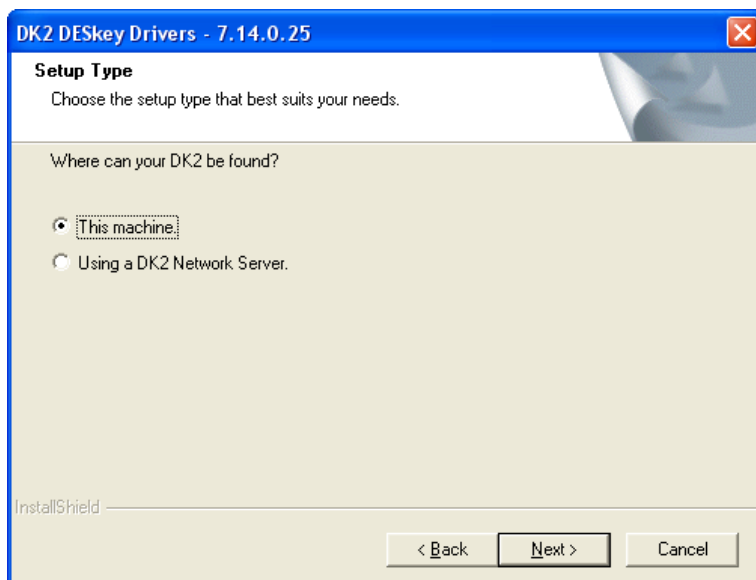 DK2 DESkey Drivers - 7.14.0.25
Setup Type
Choose the setup type that best suits your needs.
Where can your DK2 be found?
This machine.
Using a DK2 Network Server.
InstallShield
< Back
Next >
Cancel